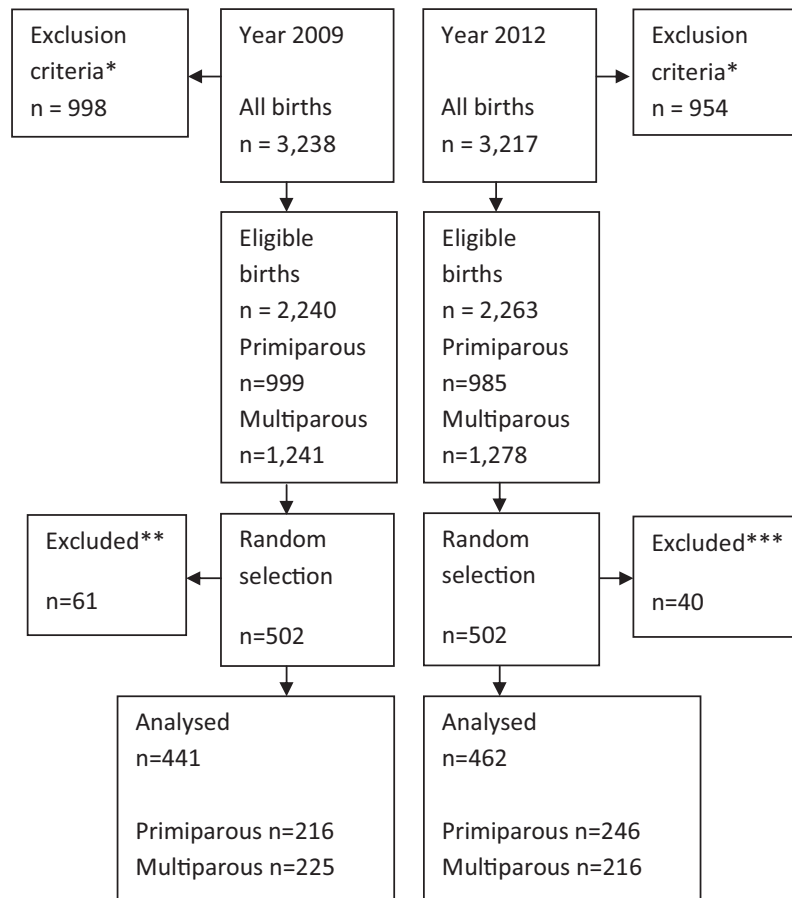 Exclusion
criteria*
n = 998
Year 2009
All births
n = 3,238
Year 2012
All births
n = 3,217
Exclusion
criteria*
n = 954
Eligible
births
n = 2,240
Primiparous
n=999
Multiparous
n=1,241
Eligible
births
n = 2,263
Primiparous
n=985
Multiparous
n=1,278
Excluded**
n=61
Random
selection
n=502
Random
selection
n=502
Excluded***
n=40
Analysed
n=441
Primiparous n=216
Multiparous n=225
Analysed
n=462
Primiparous n=246
Multiparous n=216